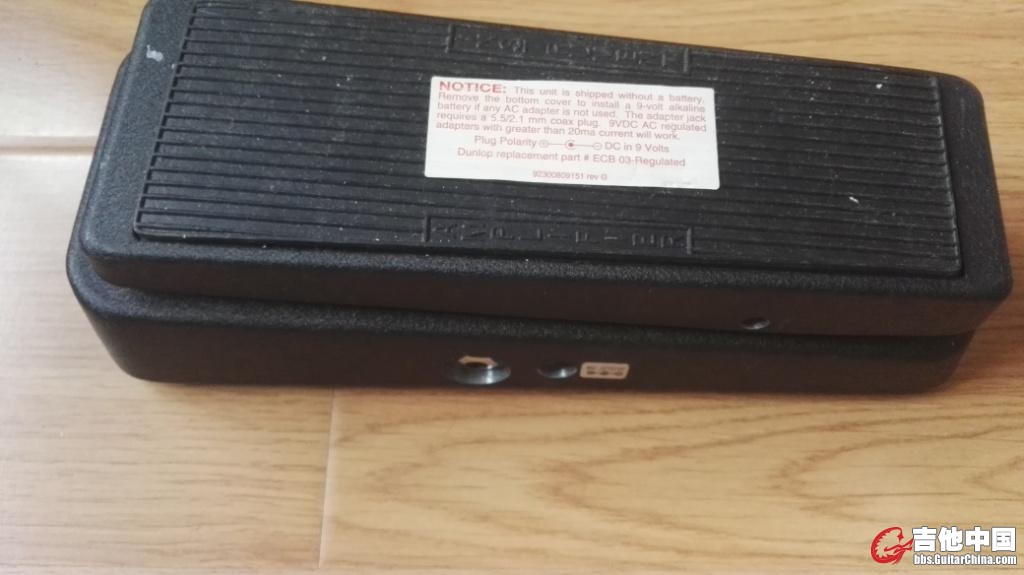 NOTICE: This unit is shipped without a battery.
Remove the bottom cover to install a 9-volt alkaline
battery if any AC adapter is not used. The adapter jack
requires a 5.5/2.1 mm coax plug. 9VDC AC regulated
adapters with greater than 20ma current will work.
Plug Polarity DC in 9 Volts
Dunlop replacement part # ECB 03-Regulated
92300809151 rev G
AMPLIFIER
吉他中国
bbs.GuitarChina.com